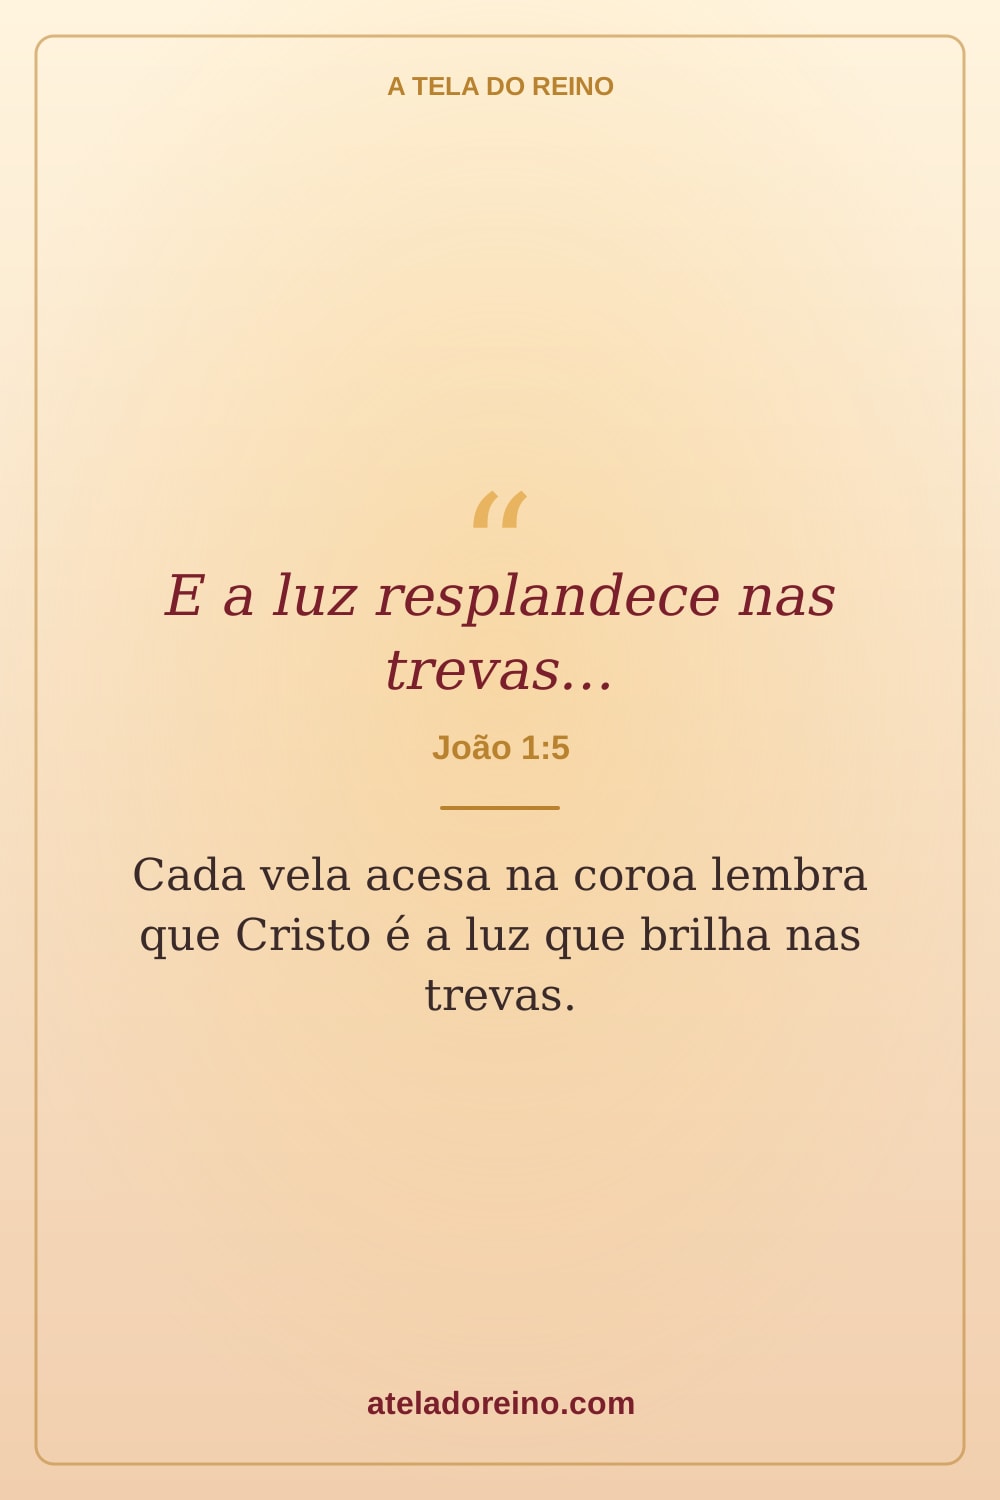 A TELA DO REINO
“
E a luz resplandece nas
trevas...
João 1:5
Cada vela acesa na coroa lembra
que Cristo é a luz que brilha nas
trevas.
ateladoreino.com